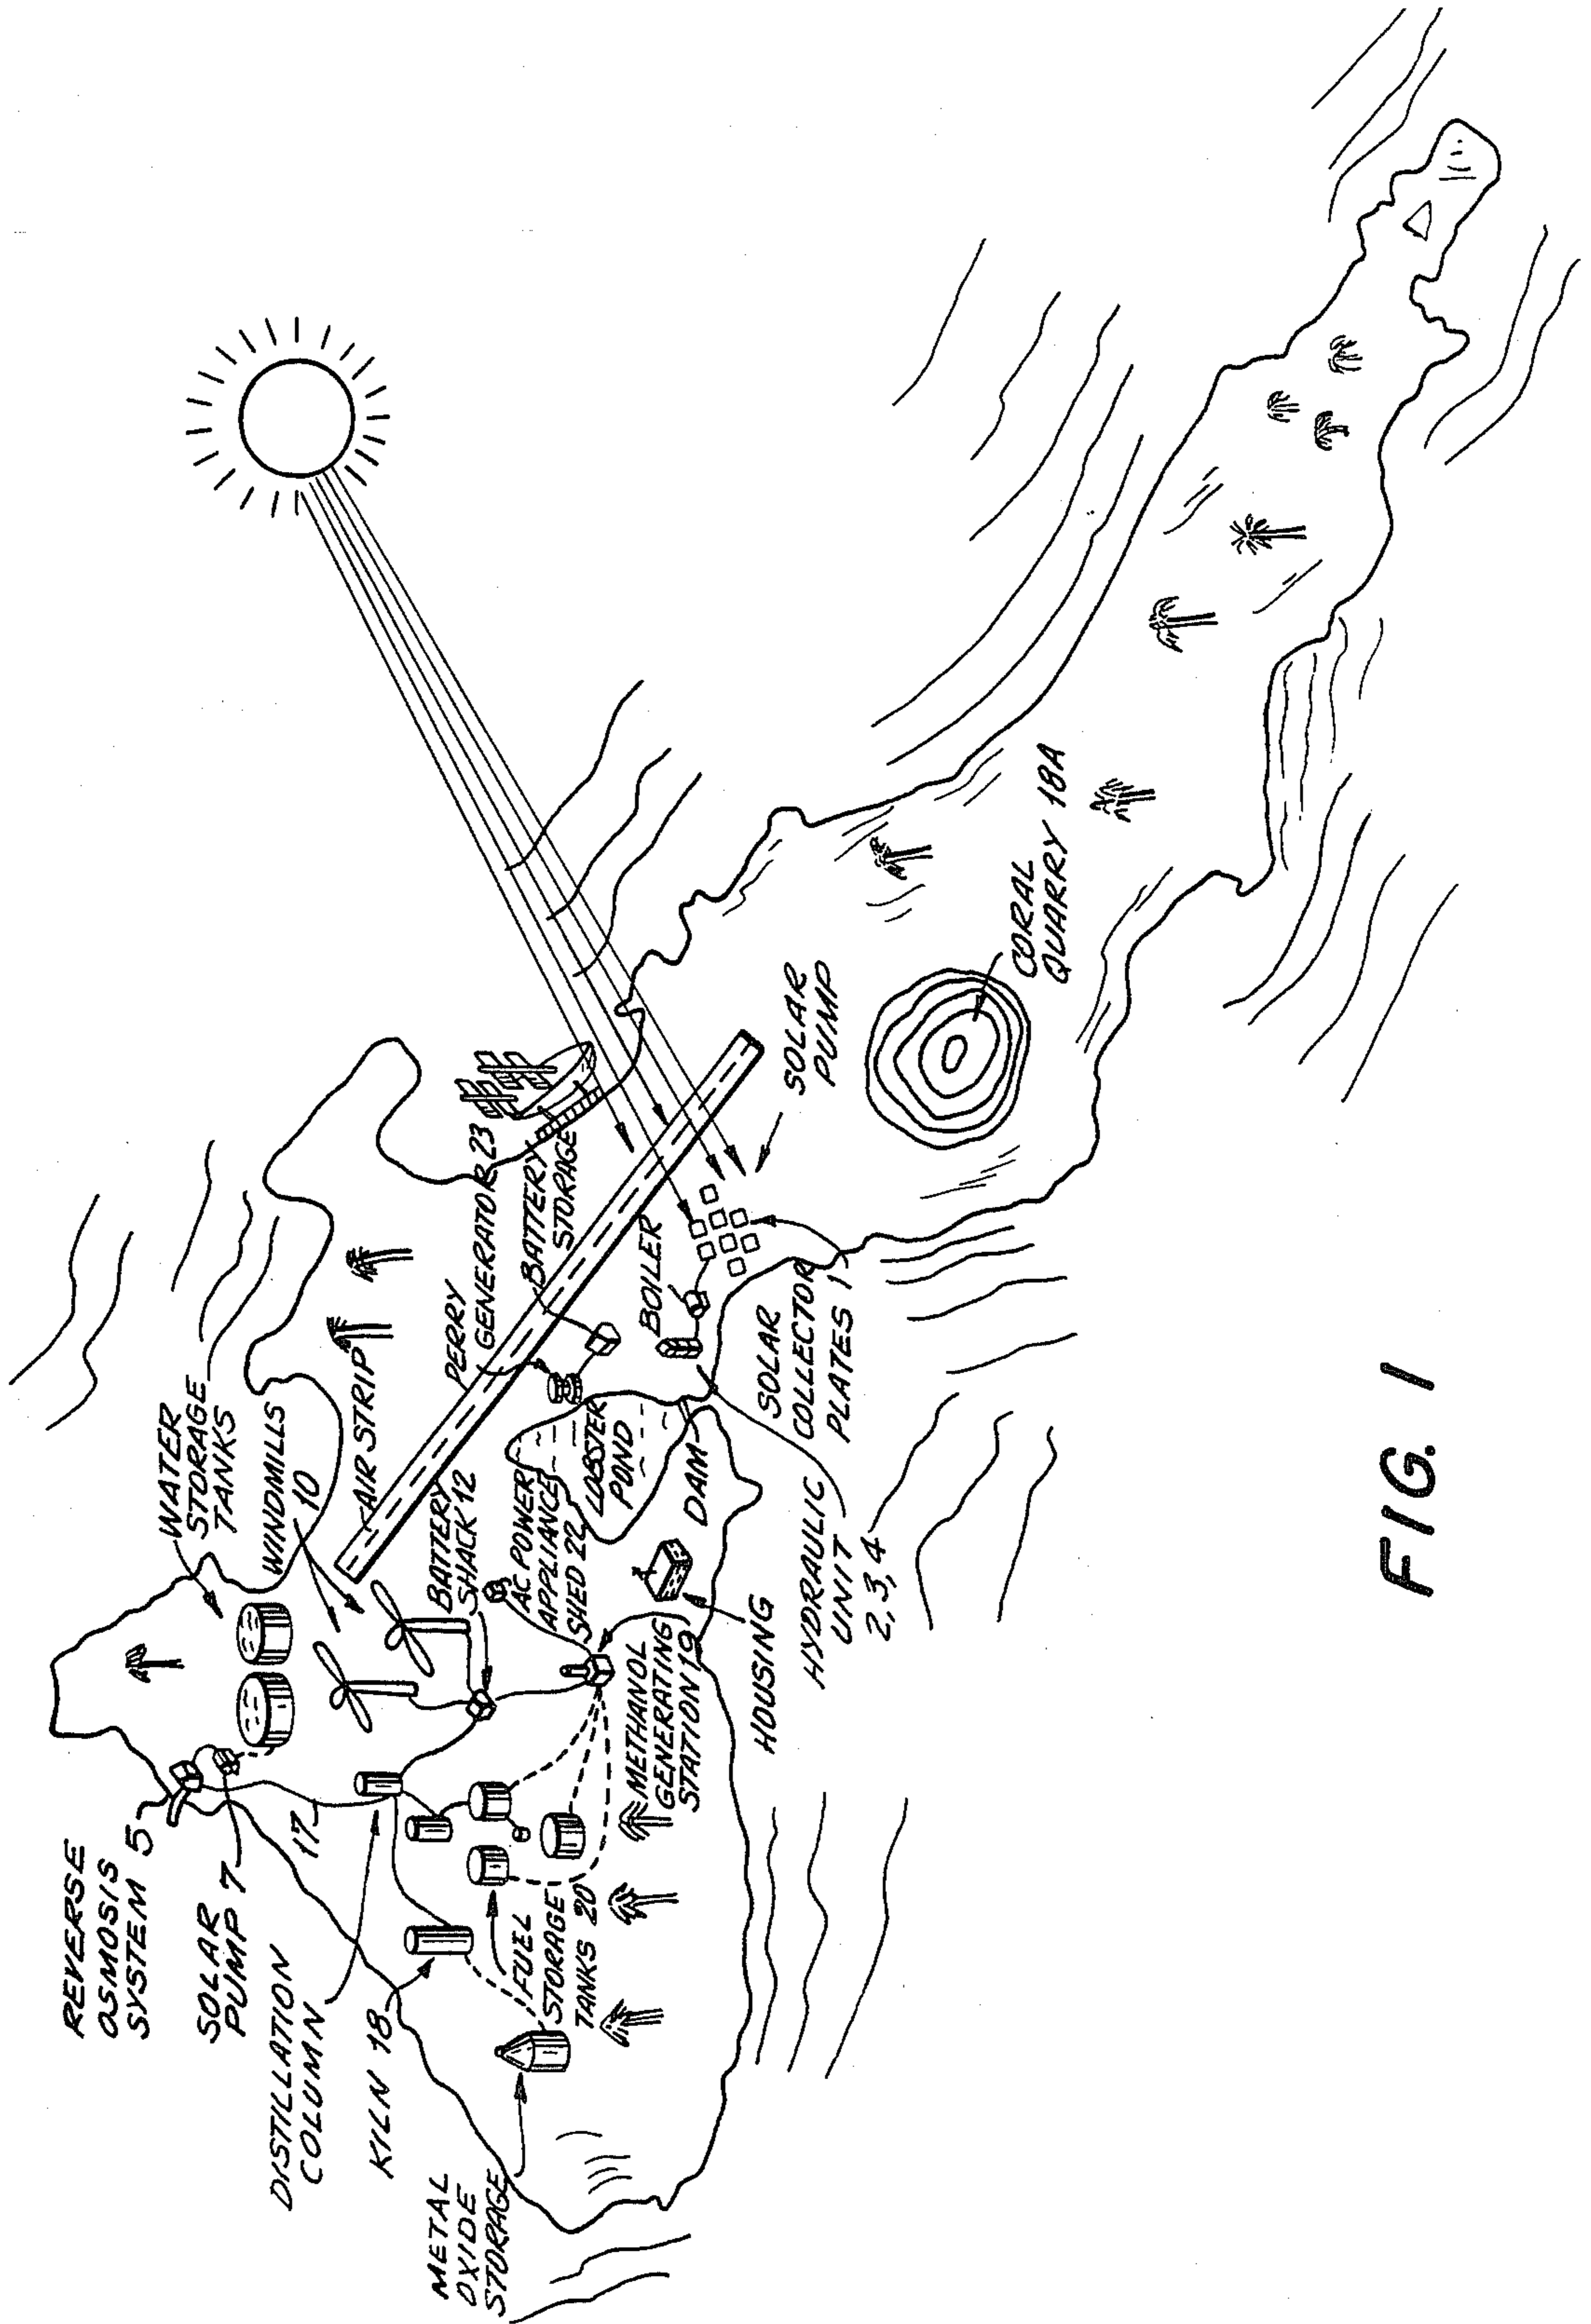 REVERSE
OSMOSIS
SYSTEM 5
SOLAR
PUMP 7
DISTILLATION
COLUMN
17
KILN 18
METAL
OXIDE
STORAGE
WATER
STORAGE
TANKS
WINDMILLS
10
AIR STRIP
BATTERY
SHACK 12
AC POWER
APPLIANCE
SHED 22
FUEL
STORAGE
TANKS 20
METHANOL
GENERATING
STATION 19
HOUSING
PERRY
GENERATOR 23
BATTERY
STORAGE
LOBSTER
POND
DAM
BOILER
HYDRAULIC
UNIT
2,3,4
SOLAR
COLLECTOR
PLATES 1
SOLAR
PUMP
CORAL
QUARRY 18A
FIG. 1